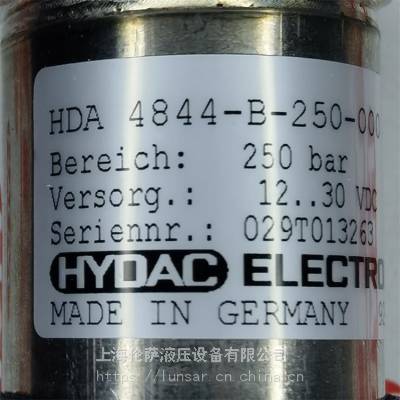 HDA 4844-B-250-000
Bereich: 250 bar
Versorg.: 12..30 VDC
Seriennr.: 029T013263
HYDAC ELECTRO
MADE IN GERMANY 9
上海伦萨液压设备有限公司
https://lunsar.cn.china.cn